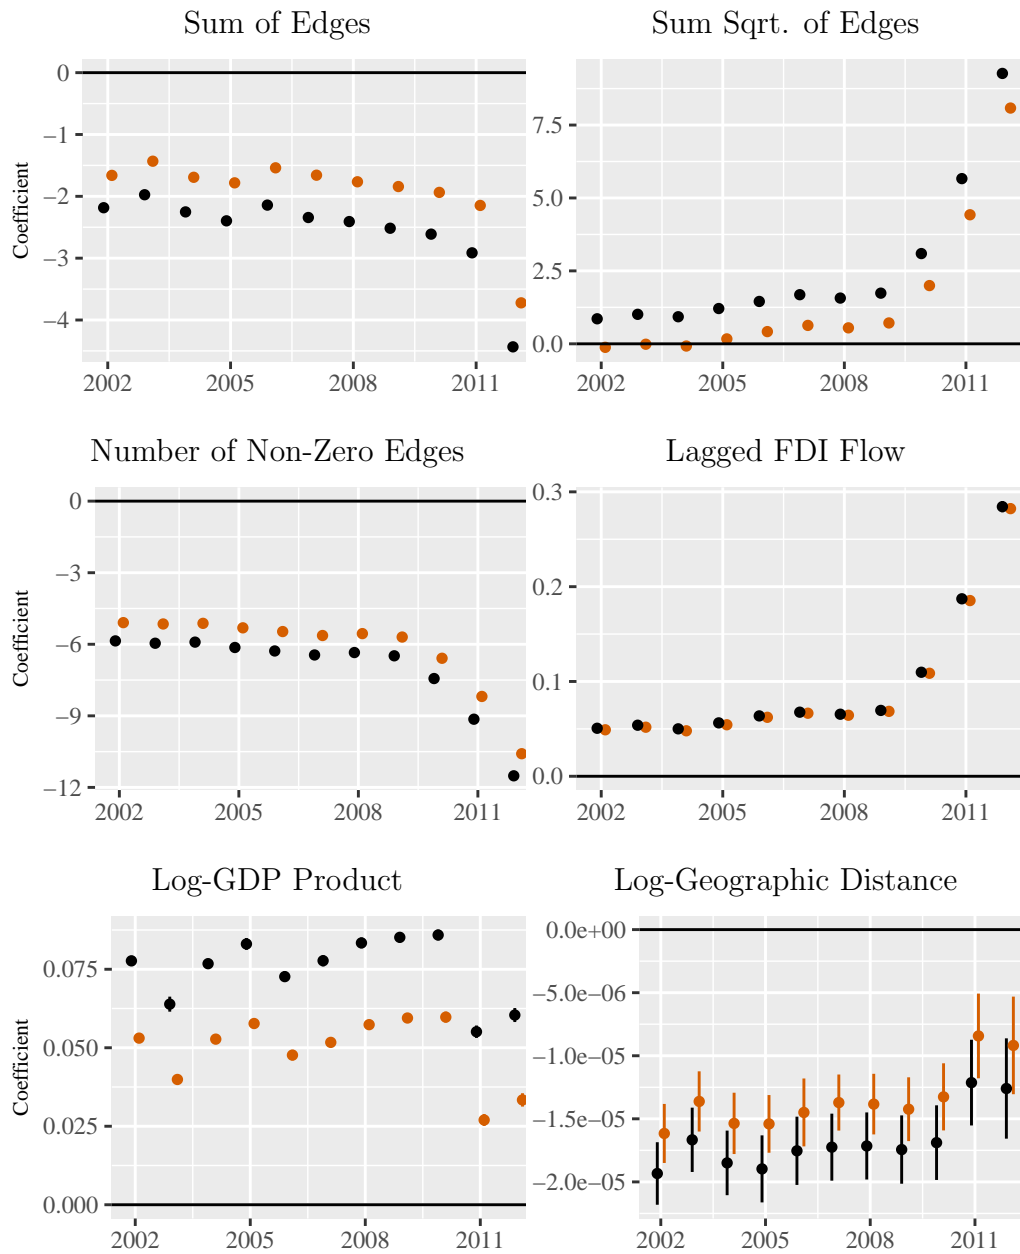 Sum of Edges
Sum Sqrt. of Edges
Coefficient
0
−1
−2
−3
−4
2002 2005 2008 2011
7.5
5.0
2.5
0.0
2002 2005 2008 2011
Number of Non-Zero Edges
Lagged FDI Flow
Coefficient
0
−3
−6
−9
−12
2002 2005 2008 2011
0.3
0.2
0.1
0.0
2002 2005 2008 2011
Log-GDP Product
Log-Geographic Distance
Coefficient
0.075
0.050
0.025
0.000
2002 2005 2008 2011
0.0e+00
−5.0e−06
−1.0e−05
−1.5e−05
−2.0e−05
2002 2005 2008 2011